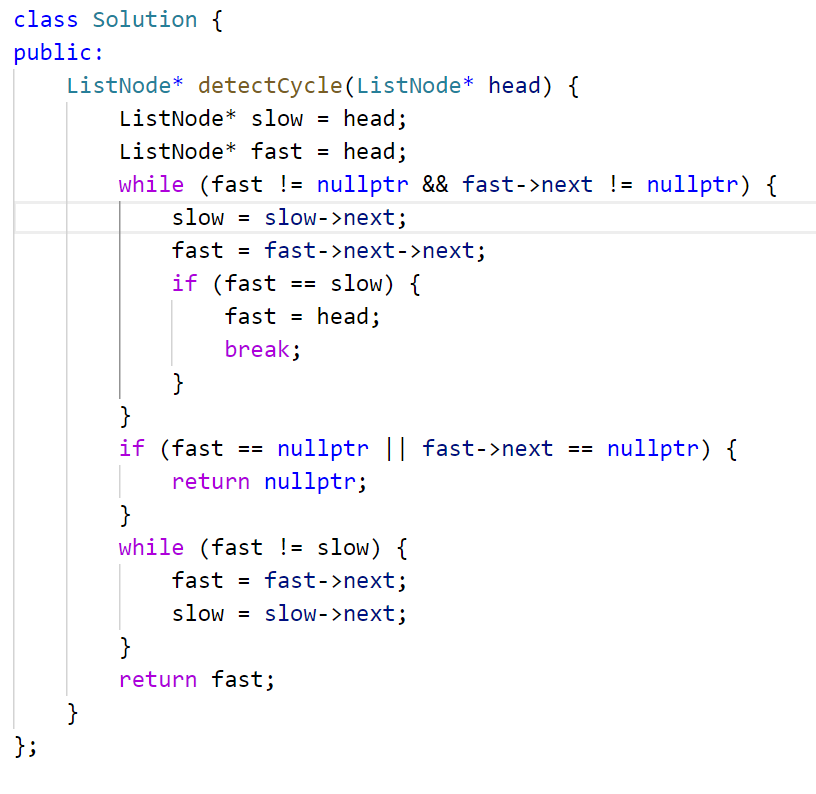 class Solution {
public:
    ListNode* detectCycle(ListNode* head) {
        ListNode* slow = head;
        ListNode* fast = head;
        while (fast != nullptr && fast->next != nullptr) {
            slow = slow->next;
            fast = fast->next->next;
            if (fast == slow) {
                fast = head;
                break;
            }
        }
        if (fast == nullptr || fast->next == nullptr) {
            return nullptr;
        }
        while (fast != slow) {
            fast = fast->next;
            slow = slow->next;
        }
        return fast;
    }
};